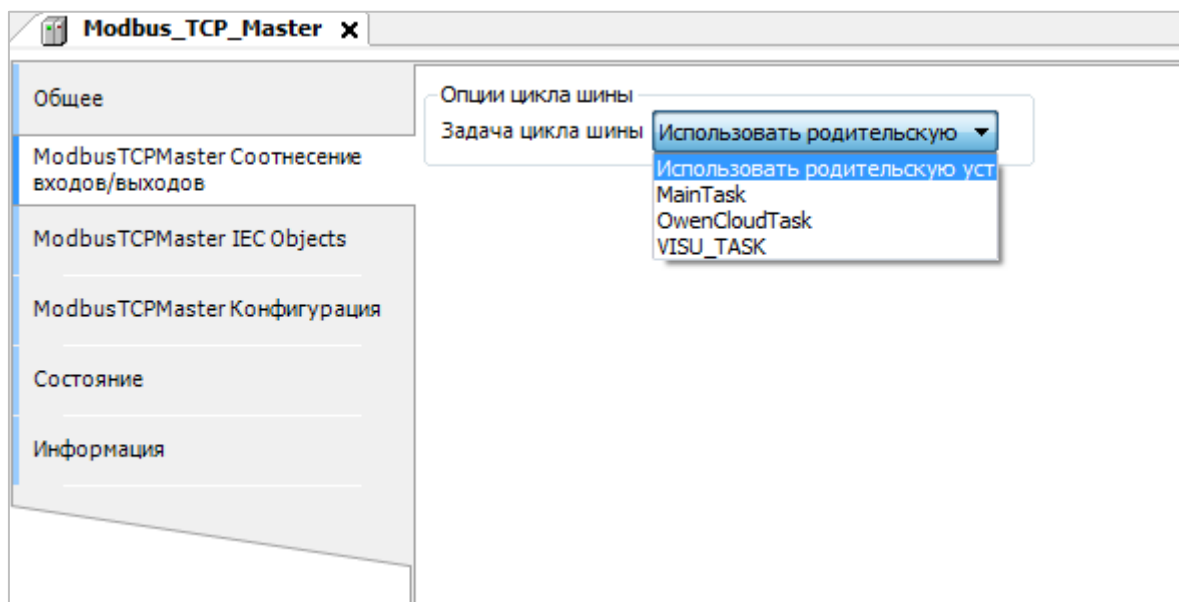 Modbus_TCP_Master
Общее
ModbusTCPMaster Соотнесение
входов/выходов
ModbusTCPMaster IEC Objects
ModbusTCPMaster Конфигурация
Состояние
Информация
Опции цикла шины
Задача цикла шины Использовать родительскую
Использовать родительскую уст
MainTask
OwenCloudTask
VISU_TASK